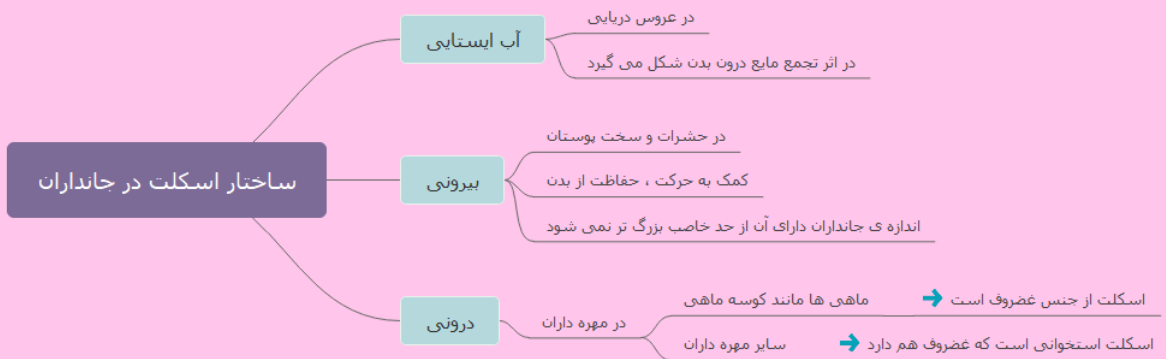 ساختار اسکلت در جانداران
آب ایستایی
در عروس دریایی
در اثر تجمع مایع درون بدن شکل می گیرد
بیرونی
در حشرات و سخت پوستان
کمک به حرکت ، حفاظت از بدن
اندازه ی جانداران دارای آن از حد خاصب بزرگ تر نمی شود
درونی
در مهره داران
ماهی ها مانند کوسه ماهی
اسکلت از جنس غضروف است
سایر مهره داران
اسکلت استخوانی است که غضروف هم دارد